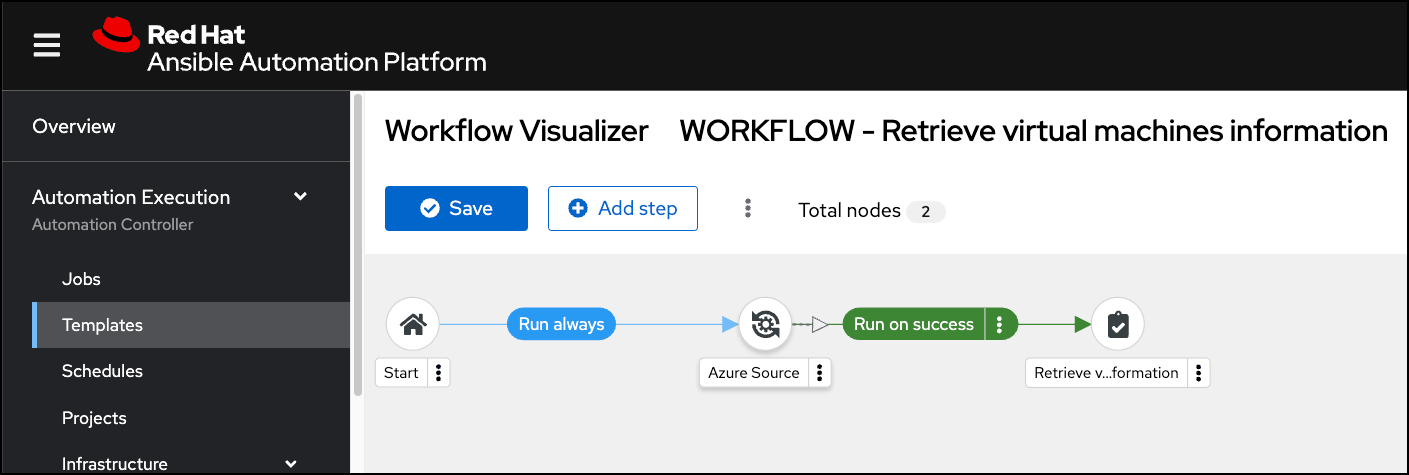 Red Hat
Ansible Automation Platform
Overview
Automation Execution
Automation Controller
Jobs
Templates
Schedules
Projects
Infrastructure
Workflow Visualizer WORKFLOW - Retrieve virtual machines information
Save Add step Total nodes 2
Run always Run on success
Start Azure Source Retrieve v...formation